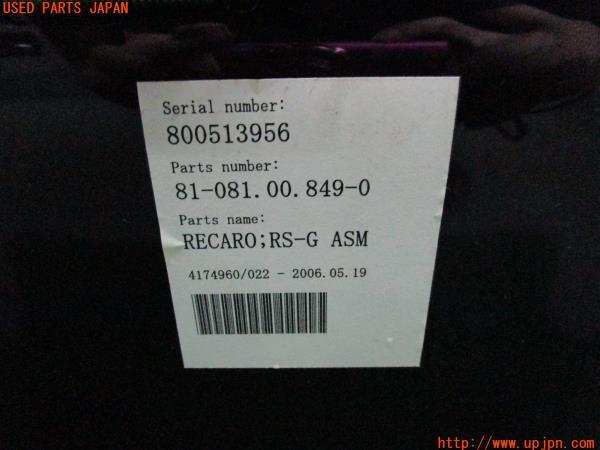 USED PARTS JAPAN
Serial number:
800513956
Parts number:
81-081.00.849-0
Parts name:
RECARO;RS-G ASM
4174960/022 - 2006.05.19
http://www.upjpn.com